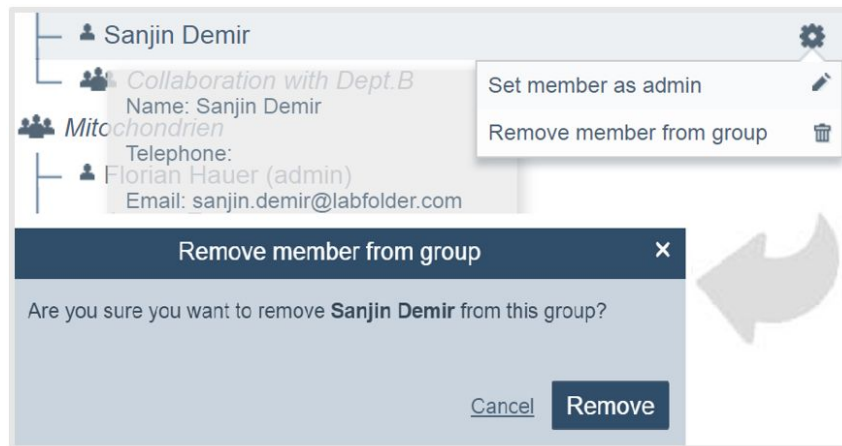 Sanjin Demir
Collaboration with Dept.B
Name: Sanjin Demir
Mitochondrien
Telephone:
Florian Hauer (admin)
Email: sanjin.demir@labfolder.com
Set member as admin
Remove member from group
Remove member from group ×
Are you sure you want to remove Sanjin Demir from this group?
Cancel Remove